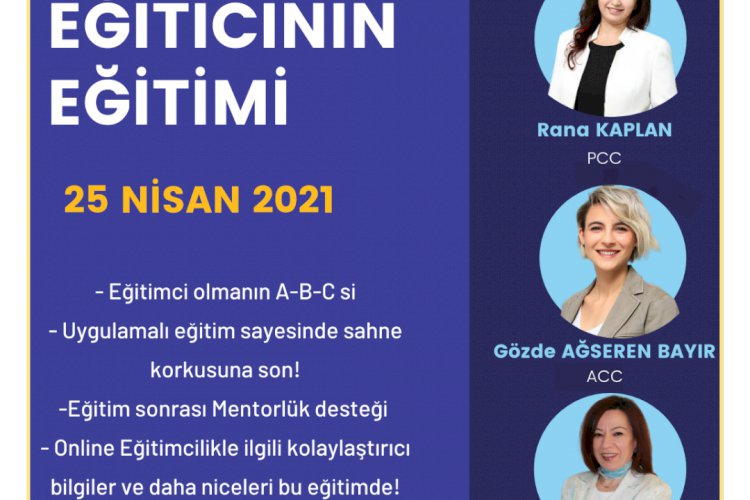 EĞİTİCİNİN
EĞİTİMİ
25 NİSAN 2021
- Eğitimci olmanın A-B-C si
- Uygulamalı eğitim sayesinde sahne
korkusuna son!
-Eğitim sonrası Mentorlük desteği
- Online Eğitimcilikle ilgili kolaylaştırıcı
bilgiler ve daha niceleri bu eğitimde!
Rana KAPLAN
PCC
Gözde AĞSEREN BAYIR
ACC